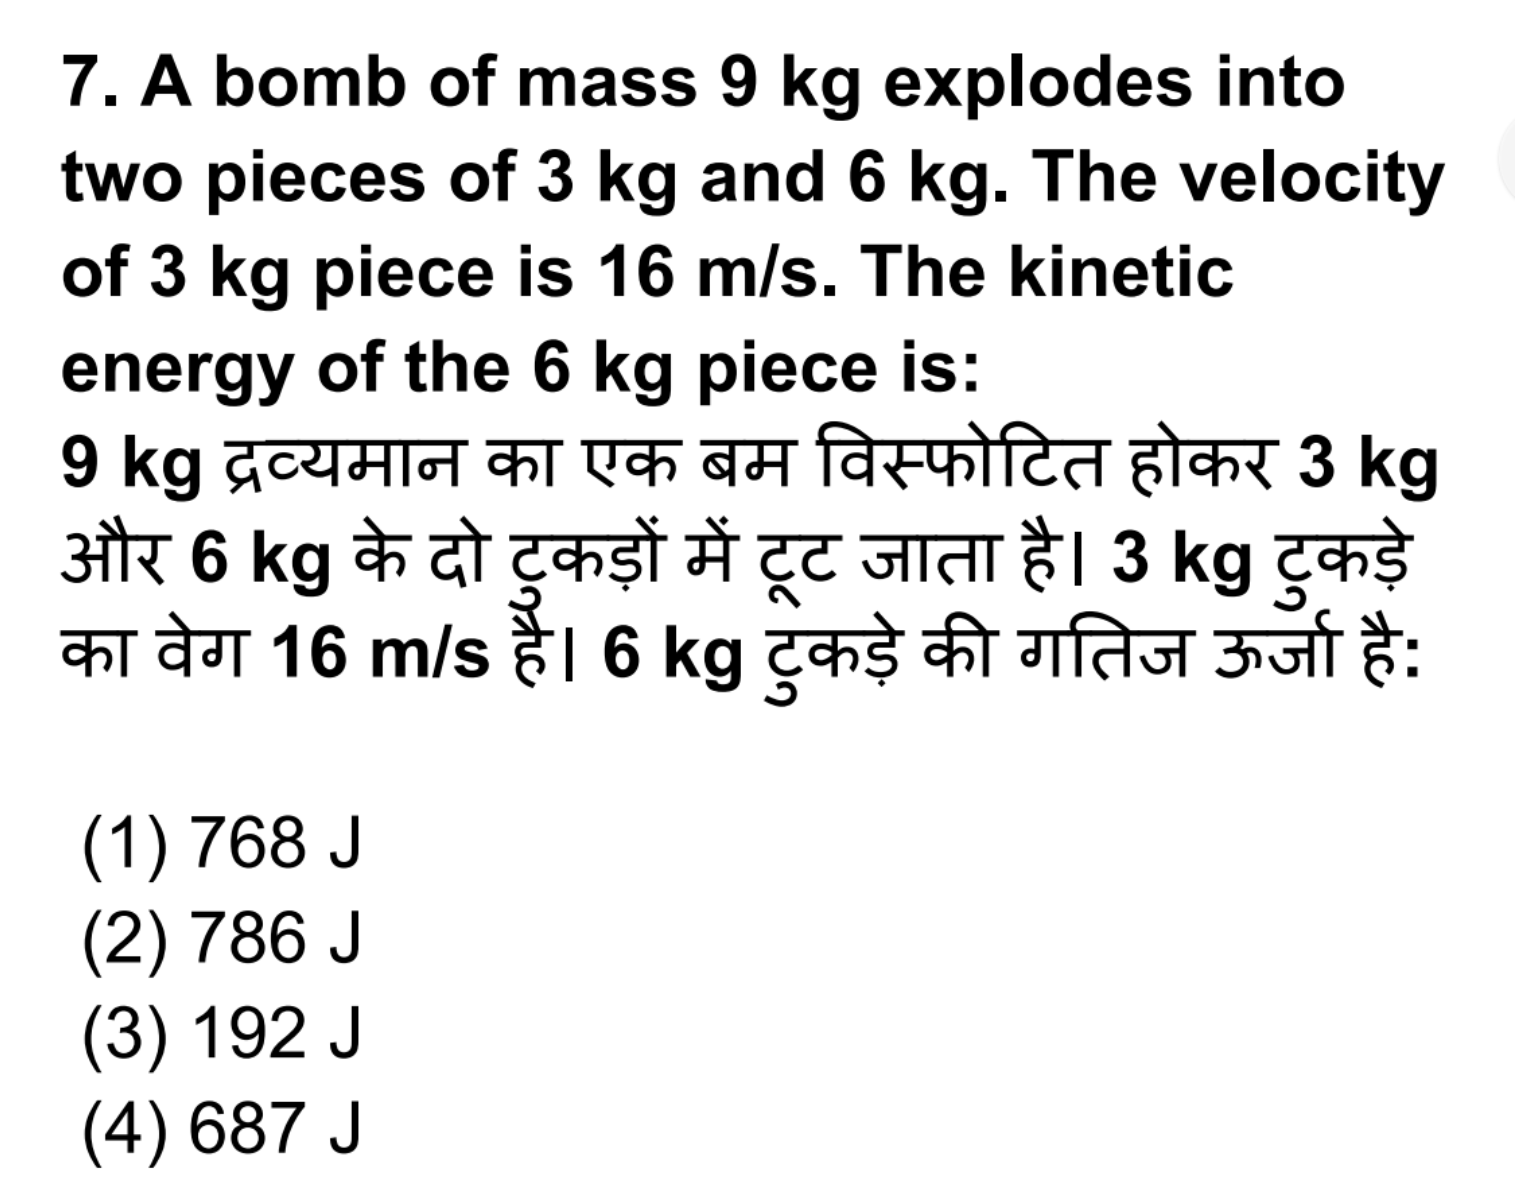 7. A bomb of mass 9 kg explodes into
two pieces of 3 kg and 6 kg. The velocity
of 3 kg piece is 16 m/s. The kinetic
energy of the 6 kg piece is:
9 kg द्रव्यमान का एक बम विस्फोटित होकर 3 kg
और 6 kg के दो टुकड़ों में टूट जाता है। 3 kg टुकड़े
का वेग 16 m/s है। 6 kg टुकड़े की गतिज ऊर्जा है:
(1) 768 J
(2) 786 J
(3) 192 J
(4) 687 J